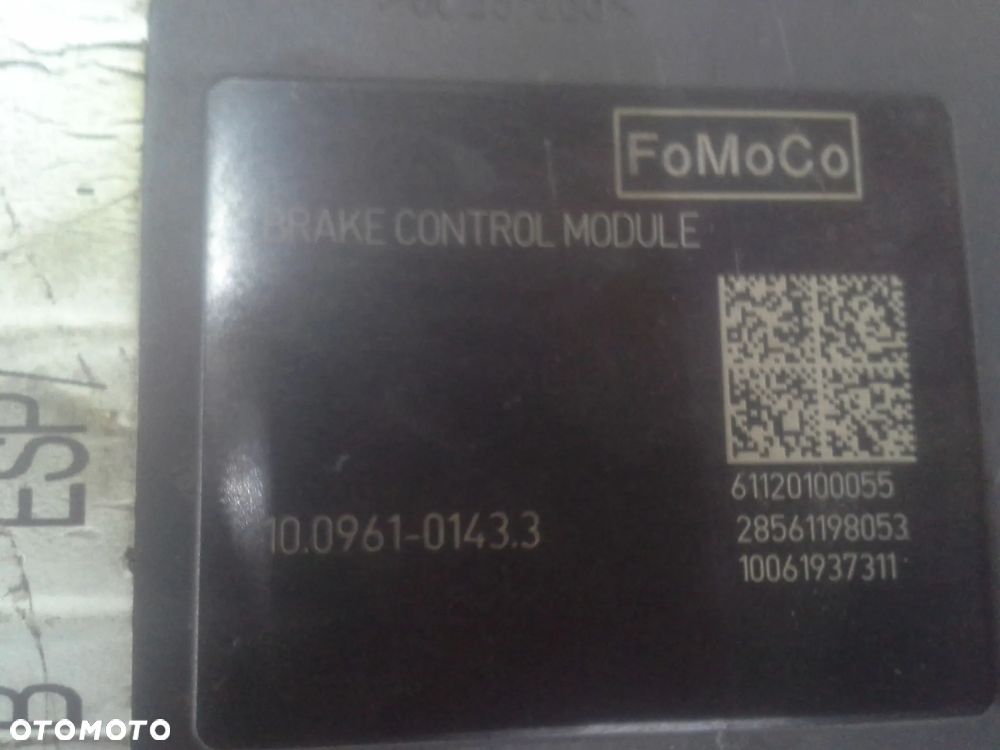 FoMoCo
BRAKE CONTROL MODULE
61120100055
10.0961-0143.3
28561198053
10061937311
ESP
B
OTOMOTO